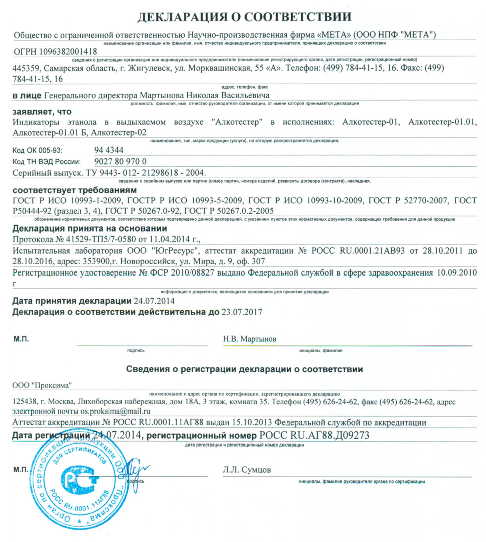 ДЕКЛАРАЦИЯ О СООТВЕТСТВИИ
Общество с ограниченной ответственностью Научно-производственная фирма «МЕТА» (ООО НПФ "МЕТА")
наименование организации или фамилия, имя, отчество индивидуального предпринимателя, принявших декларацию о соответствии
ОГРН 1096382001418
сведения о регистрации организации или индивидуального предпринимателя (наименование регистрирующего органа, дата регистрации, регистрационный номер)
445359, Самарская область, г. Жигулевск, ул. Морквашинская, 55 «А». Телефон: (499) 784-41-15, 16. Факс: (499)
784-41-15, 16
адрес, телефон, факс
в лице Генерального директора Мартынова Николая Васильевича
должность, фамилия, имя, отчество руководителя организации, от имени которой принимается декларация
заявляет, что
Индикаторы этанола в выдыхаемом воздухе "Алкотестер" в исполнениях: Алкотестер-01, Алкотестер-01.01,
Алкотестер-01.01 Б, Алкотестер-02
наименование, тип, марка продукции (услуги), на которую распространяется декларация,
Код ОК 005-93: 94 4344
Код ТН ВЭД России: 9027 80 970 0
Серийный выпуск. ТУ 9443- 012- 21298618 - 2004.
сведения о серийном выпуске или партии (номер партии, номера изделий, реквизиты договора (контракта), накладная,
соответствует требованиям
ГОСТ Р ИСО 10993-1-2009, ГОСТР Р ИСО 10993-5-2009, ГОСТ Р ИСО 10993-10-2009, ГОСТ Р 52770-2007, ГОСТ
Р50444-92 (раздел 3, 4), ГОСТ Р 50267.0-92, ГОСТ Р 50267.0.2-2005
обозначение нормативных документов, соответствие которым подтверждено данной декларацией, с указанием пунктов этих нормативных документов, содержащих требования для данной продукции
Декларация принята на основании
Протокола № 41529-ТП5/7-0580 от 11.04.2014 г.,
Испытательная лаборатория ООО "ЮгРесурс", аттестат аккредитации № РОСС RU.0001.21АВ93 от 28.10.2011 до
28.10.2016, адрес: 353900,г. Новороссийск, ул. Мира, д. 9, оф. 307
Регистрационное удостоверение № ФСР 2010/08827 выдано Федеральной службой в сфере здравоохранения 10.09.2010
г
информация о документах, являющихся основанием для принятия декларации
Дата принятия декларации 24.07.2014
Декларация о соответствии действительна до 23.07.2017
М.П. Н.В. Мартынов
подпись инициалы, фамилия
Сведения о регистрации декларации о соответствии
ООО "Проксима"
наименование и адрес органа по сертификации, зарегистрировавшего декларацию
125438, г. Москва, Лихоборская набережная, дом 18А, 3 этаж, комната 35. Телефон (495) 626-24-62, факс (495) 626-24-62, адрес
электронной почты os.proksima@mail.ru
Аттестат аккредитации № РОСС RU.0001.11АГ88 выдан 15.10.2013 Федеральной службой по аккредитации
Дата регистрации 24.07.2014, регистрационный номер РОСС RU.АГ88.Д09273
дата регистрации и регистрационный номер декларации
М.П. Л.Л. Сумцов
подпись инициалы, фамилия руководителя органа по сертификации
Орган по сертификации продукции ООО "Проксима"
ДЛЯ СЕРТИФИКАТОВ
РОСС RU.0001.11АГ88